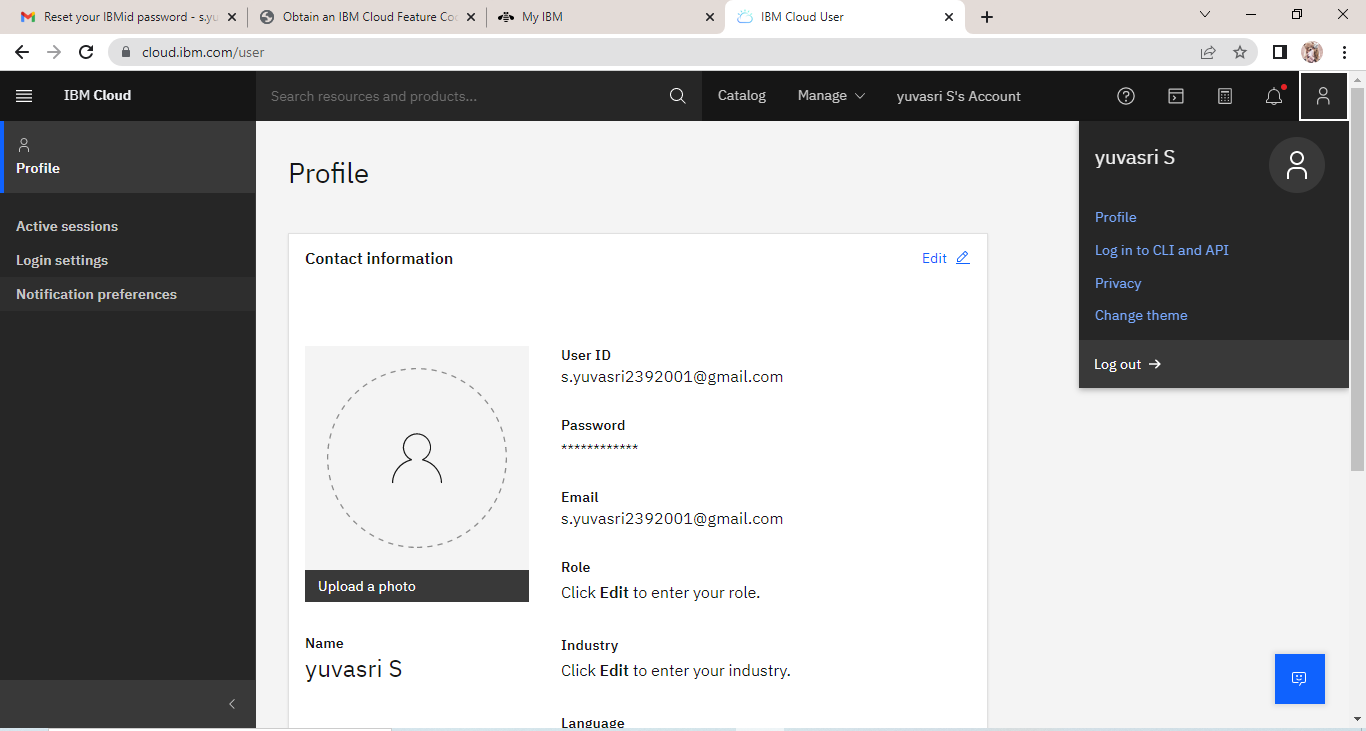 Reset your IBMid password - s.yu
Obtain an IBM Cloud Feature Coc
My IBM
IBM Cloud User
cloud.ibm.com/user
IBM Cloud
Search resources and products...
Catalog
Manage
yuvasri S's Account
Profile
Active sessions
Login settings
Notification preferences
Profile
Contact information
Edit
Upload a photo
Name
yuvasri S
User ID
s.yuvasri2392001@gmail.com
Password
************
Email
s.yuvasri2392001@gmail.com
Role
Click Edit to enter your role.
Industry
Click Edit to enter your industry.
Language
yuvasri S
Profile
Log in to CLI and API
Privacy
Change theme
Log out →